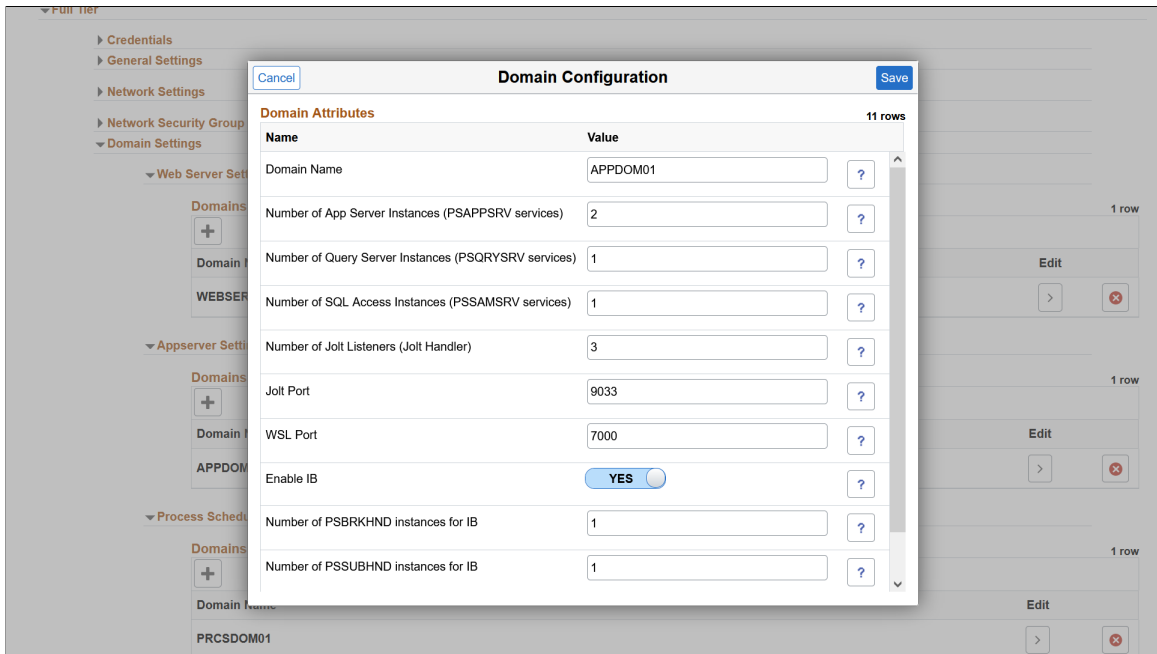 Full Tier
Credentials
General Settings
Network Settings
Network Security Group
Domain Settings
Web Server
Domains
1 row
Domain
Edit
Appserver
Domains
1 row
Domain
Edit
Process
Domains
1 row
Domain Name
Edit
PRCSDOM01
Cancel
Domain Configuration
Save
Domain Attributes
11 rows
Name Value
Domain Name APPDOM01 ?
Number of App Server Instances (PSAPPSRV services) 2 ?
Number of Query Server Instances (PSQRYSRV services) 1 ?
Number of SQL Access Instances (PSSAMSRV services) 1 ?
Number of Jolt Listeners (Jolt Handler) 3 ?
Jolt Port 9033 ?
WSL Port 7000 ?
Enable IB YES ?
Number of PSBRKHND instances for IB 1 ?
Number of PSSUBHND instances for IB 1 ?